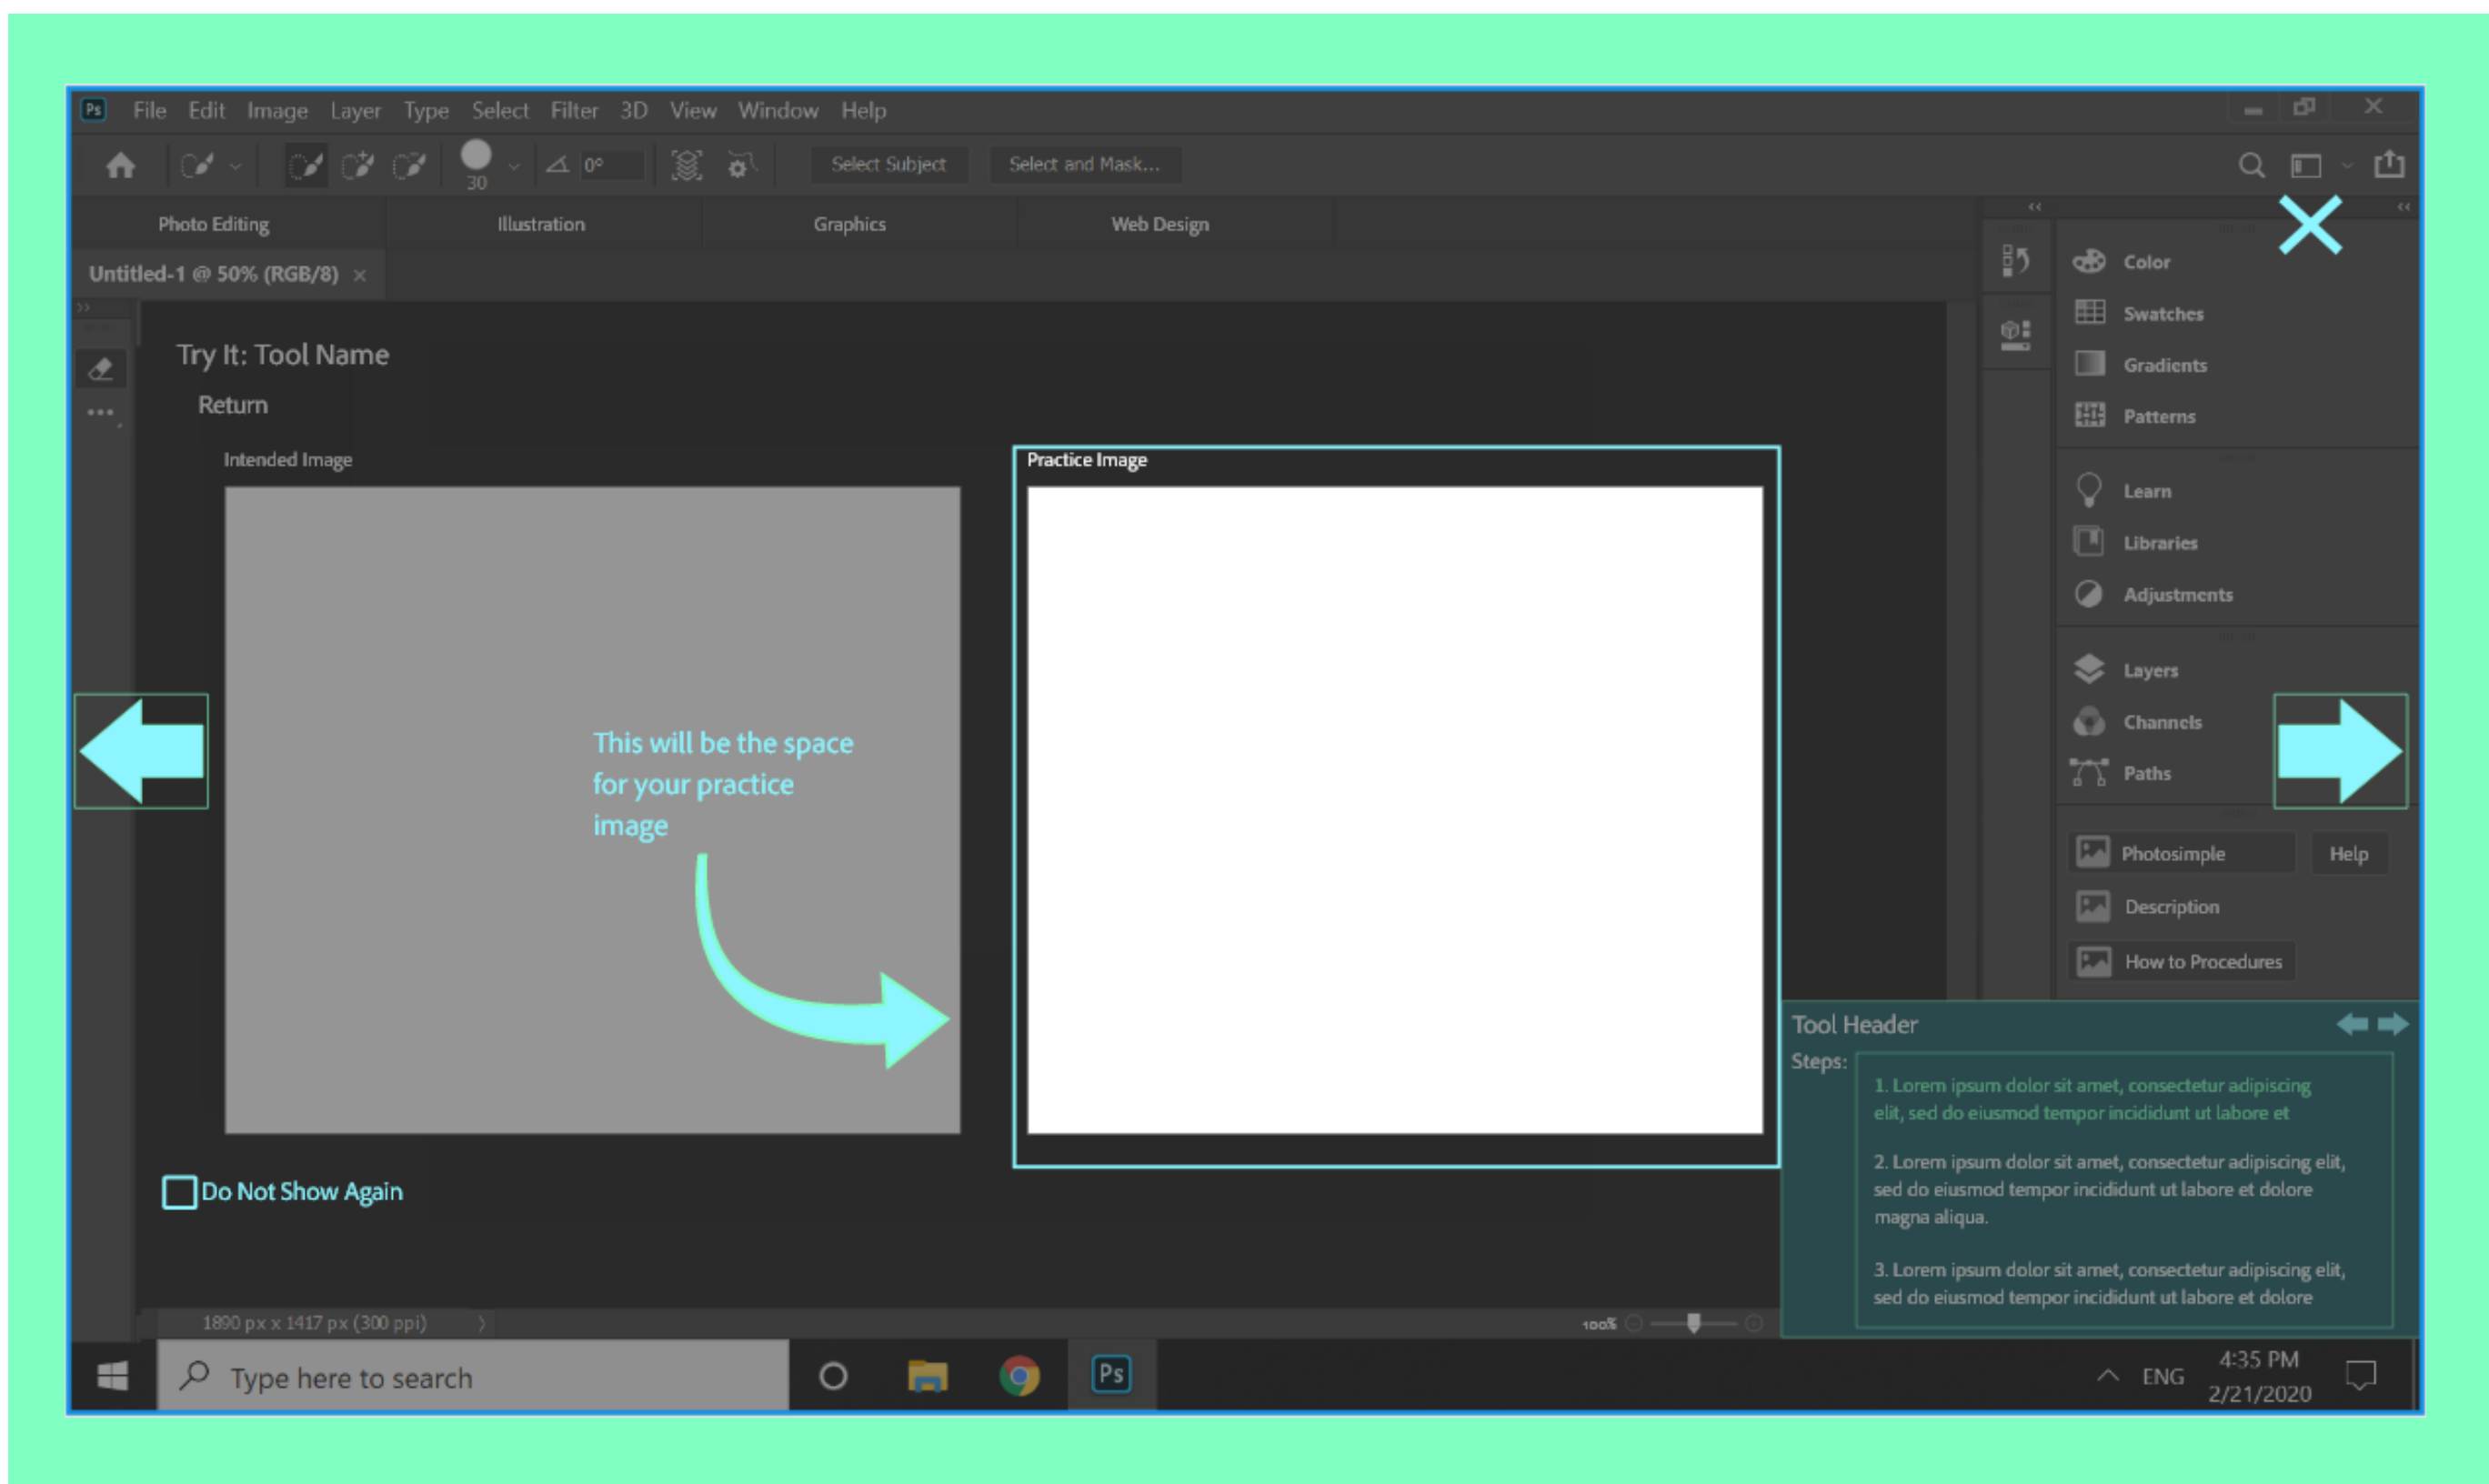 Ps File Edit Image Layer Type Select Filter 3D View Window Help
30 0° Select Subject Select and Mask...
Photo Editing Illustration Graphics Web Design
Untitled-1 @ 50% (RGB/8) ×
Color
Swatches
Gradients
Patterns
Learn
Libraries
Adjustments
Layers
Channels
Paths
Photosimple Help
Description
How to Procedures
Try It: Tool Name
Return
Intended Image
Practice Image
This will be the space
for your practice
image
Do Not Show Again
Tool Header
Steps:
1. Lorem ipsum dolor sit amet, consectetur adipiscing
elit, sed do eiusmod tempor incididunt ut labore et
2. Lorem ipsum dolor sit amet, consectetur adipiscing elit,
sed do eiusmod tempor incididunt ut labore et dolore
magna aliqua.
3. Lorem ipsum dolor sit amet, consectetur adipiscing elit,
sed do eiusmod tempor incididunt ut labore et dolore
1890 px x 1417 px (300 ppi)
100%
Type here to search
Ps
ENG
4:35 PM
2/21/2020